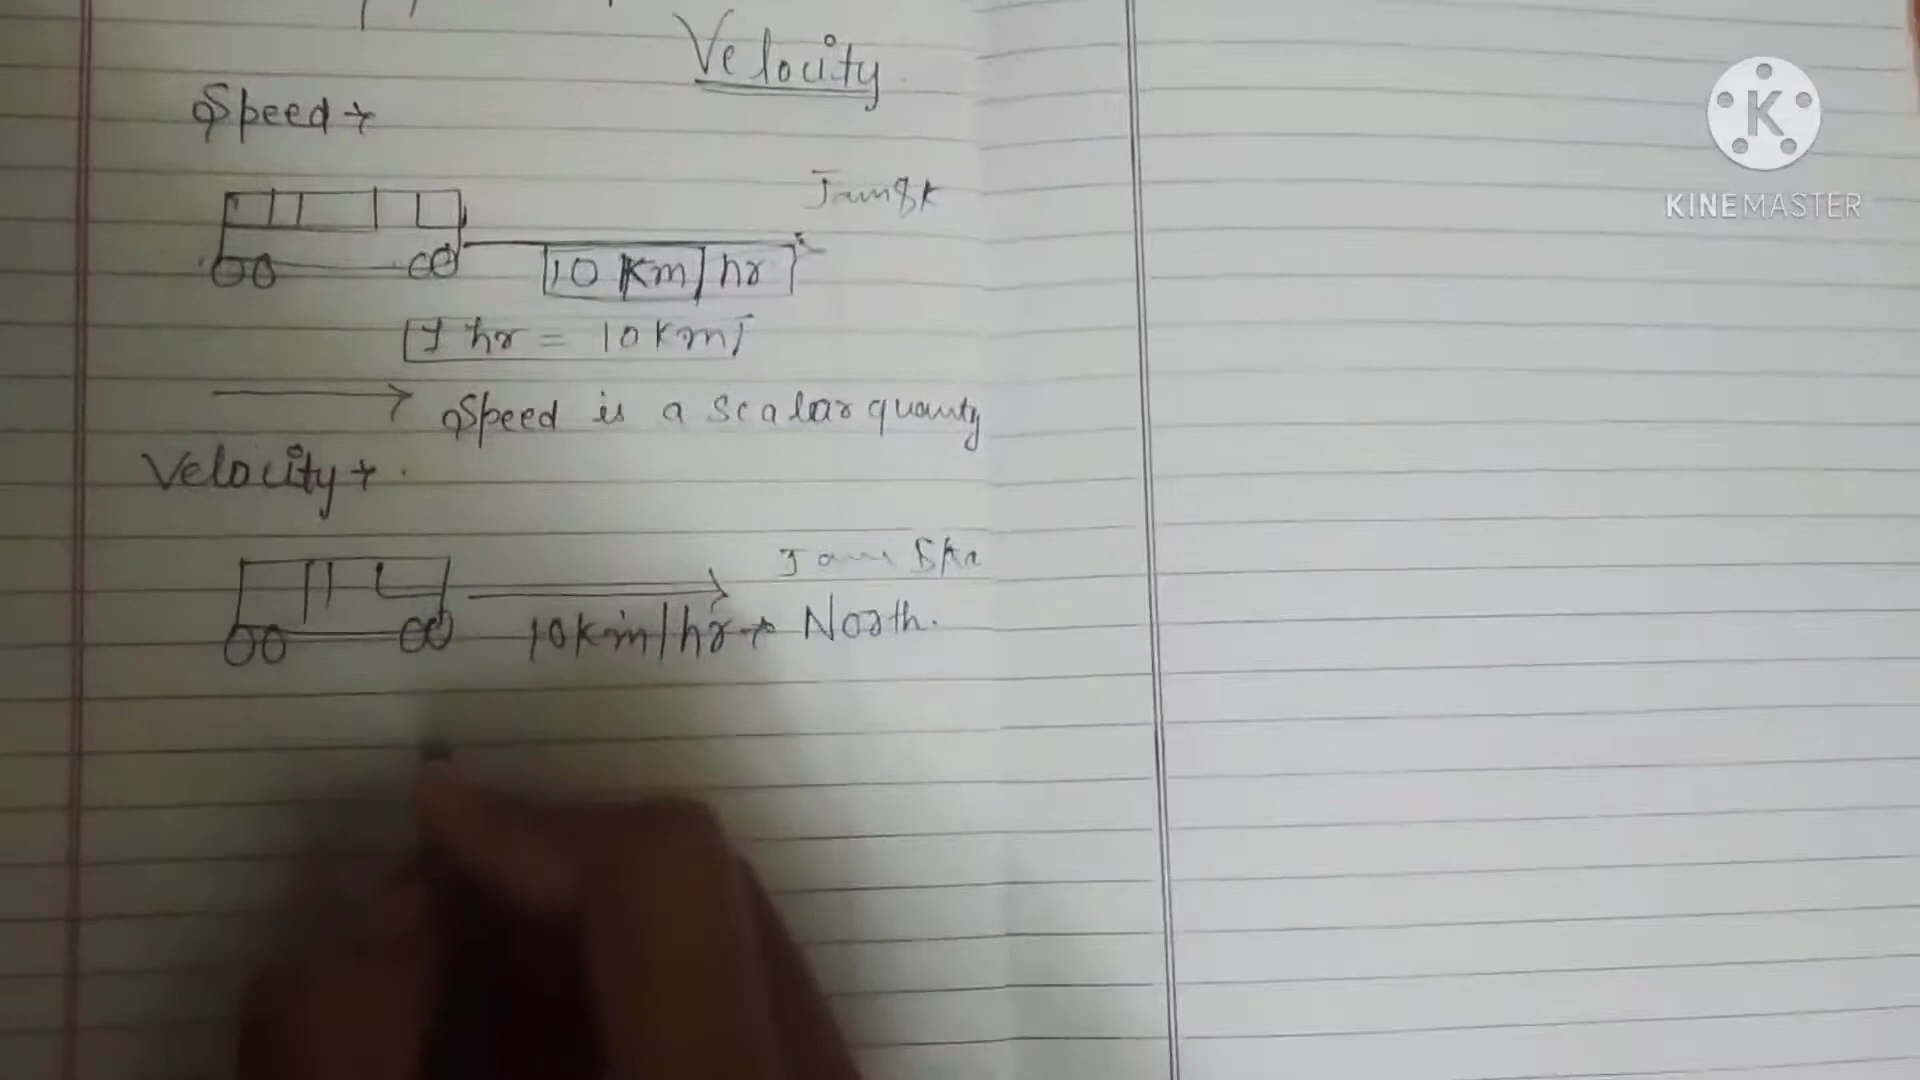 Velocity
Speed →
10 Km/hr
1 hr = 10 Km
Speed is a scalar quantity
Velocity →
10km/hr → North.
KINEMASTER